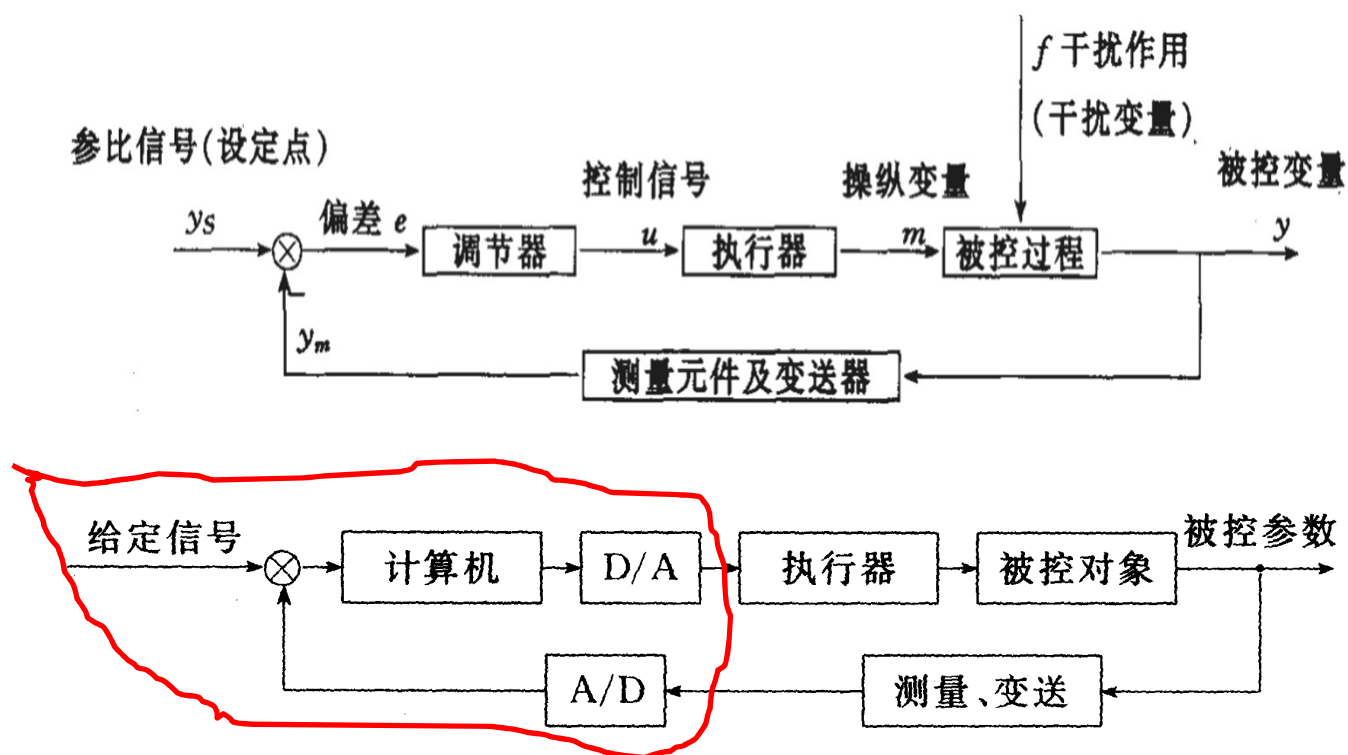 f 干扰作用
(干扰变量)
参比信号(设定点)
控制信号
操纵变量
被控变量
yS
偏差 e
调节器
u
执行器
m
被控过程
y
ym
测量元件及变送器
给定信号
计算机
D/A
执行器
被控对象
被控参数
A/D
测量、变送